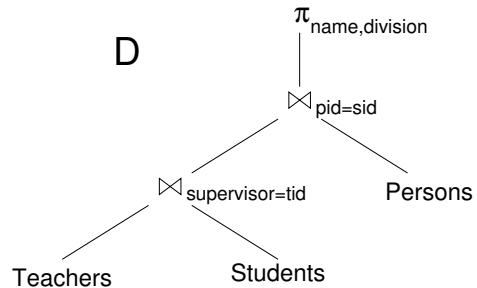 π name,division
D
⋈ pid=sid
⋈ supervisor=tid
Persons
Teachers
Students